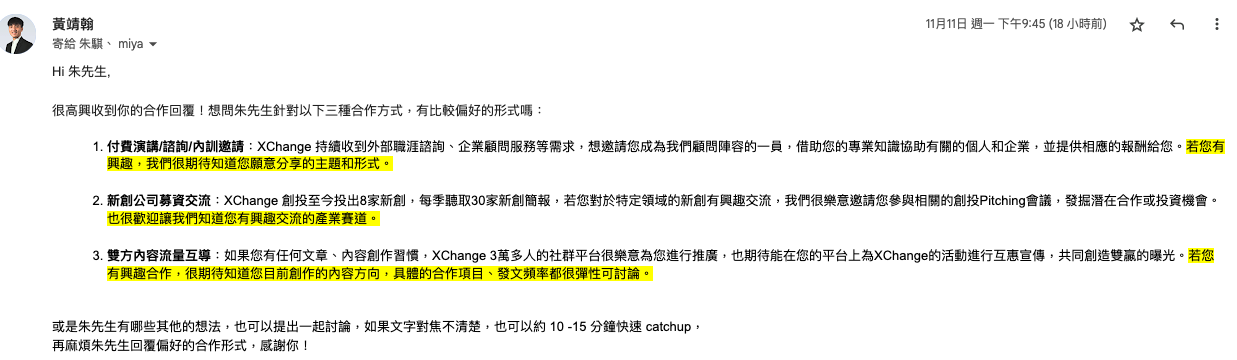 黃靖翰
11月11日 週一 下午9:45 (18 小時前)
寄給 朱騏、 miya
Hi 朱先生,
很高興收到你的合作回覆！想問朱先生針對以下三種合作方式，有比較偏好的形式嗎：
1. 付費演講/諮詢/內訓邀請：XChange 持續收到外部職涯諮詢、企業顧問服務等需求，想邀請您成為我們顧問陣容的一員，借助您的專業知識協助有關的個人和企業，並提供相應的報酬給您。若您有
興趣，我們很期待知道您願意分享的主題和形式。
2. 新創公司募資交流：XChange 創投至今投出8家新創，每季聽取30家新創簡報，若您對於特定領域的新創有興趣交流，我們很樂意邀請您參與相關的創投Pitching會議，發掘潛在合作或投資機會。
也很歡迎讓我們知道您有興趣交流的產業賽道。
3. 雙方內容流量互導：如果您有任何文章、內容創作習慣，XChange 3萬多人的社群平台很樂意為您進行推廣，也期待能在您的平台上為XChange的活動進行互惠宣傳，共同創造雙贏的曝光。若您
有興趣合作，很期待知道您目前創作的內容方向，具體的合作項目、發文頻率都很彈性可討論。
或是朱先生有哪些其他的想法，也可以提出一起討論，如果文字對焦不清楚，也可以約 10 -15 分鐘快速 catchup，
再麻煩朱先生回覆偏好的合作形式，感謝你！